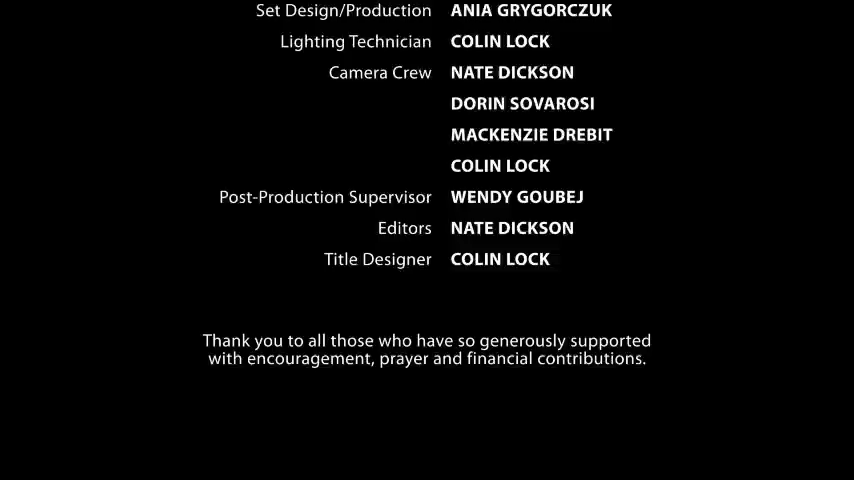 Set Design/Production ANIA GRYGORCZUK
Lighting Technician COLIN LOCK
Camera Crew NATE DICKSON
DORIN SOVAROSI
MACKENZIE DREBIT
COLIN LOCK
Post-Production Supervisor WENDY GOUBEJ
Editors NATE DICKSON
Title Designer COLIN LOCK
Thank you to all those who have so generously supported
with encouragement, prayer and financial contributions.